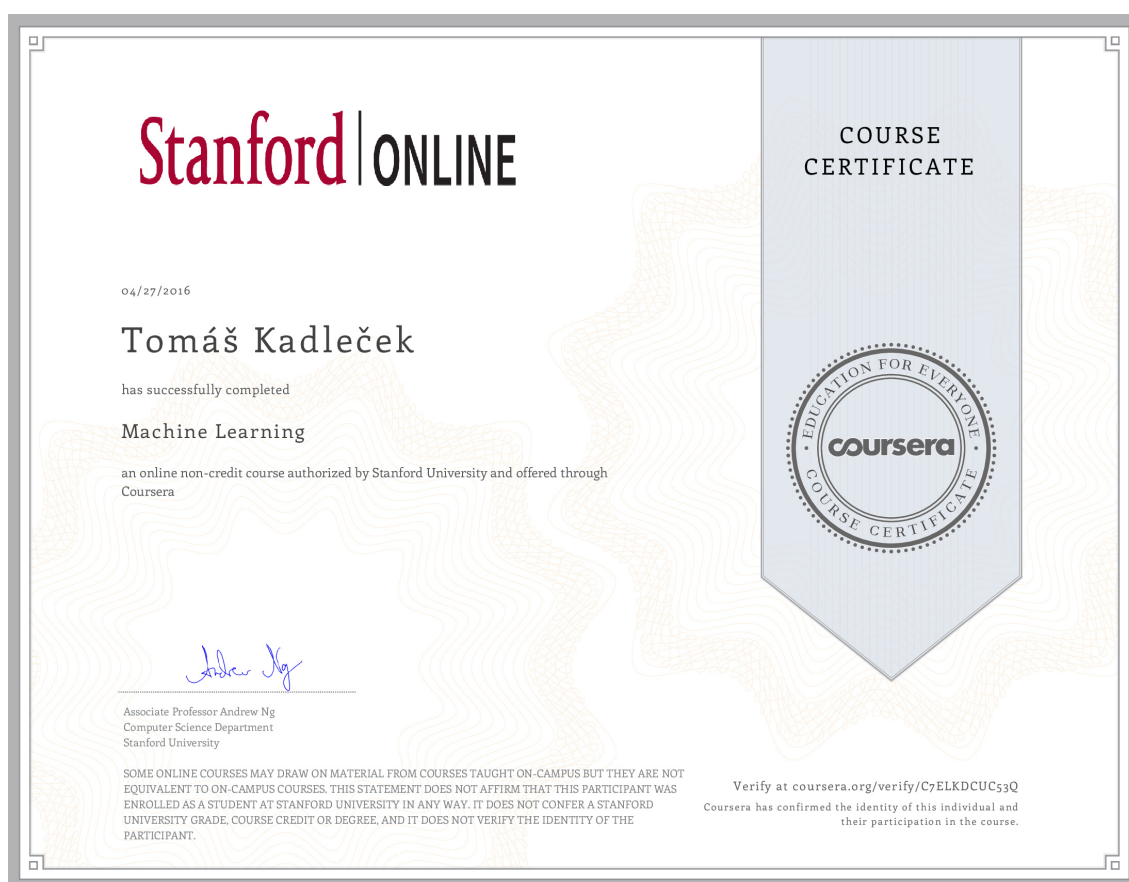 Stanford | ONLINE
COURSE
CERTIFICATE
04/27/2016
Tomáš Kadleček
has successfully completed
Machine Learning
an online non-credit course authorized by Stanford University and offered through
Coursera
EDUCATION FOR EVERYONE
coursera
COURSE CERTIFICATE
Andrew Ng
Associate Professor Andrew Ng
Computer Science Department
Stanford University
SOME ONLINE COURSES MAY DRAW ON MATERIAL FROM COURSES TAUGHT ON-CAMPUS BUT THEY ARE NOT
EQUIVALENT TO ON-CAMPUS COURSES. THIS STATEMENT DOES NOT AFFIRM THAT THIS PARTICIPANT WAS
ENROLLED AS A STUDENT AT STANFORD UNIVERSITY IN ANY WAY. IT DOES NOT CONFER A STANFORD
UNIVERSITY GRADE, COURSE CREDIT OR DEGREE, AND IT DOES NOT VERIFY THE IDENTITY OF THE
PARTICIPANT.
Verify at coursera.org/verify/C7ELKDCUC53Q
Coursera has confirmed the identity of this individual and
their participation in the course.